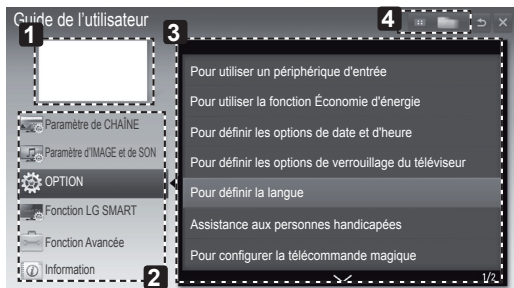 Guide de l'utilisateur
1
3
4
Paramètre de CHAÎNE
Paramètre d'IMAGE et de SON
OPTION
Fonction LG SMART
Fonction Avancée
Information
2
Pour utiliser un périphérique d'entrée
Pour utiliser la fonction Économie d'énergie
Pour définir les options de date et d'heure
Pour définir les options de verrouillage du téléviseur
Pour définir la langue
Assistance aux personnes handicapées
Pour configurer la télécommande magique
1/2